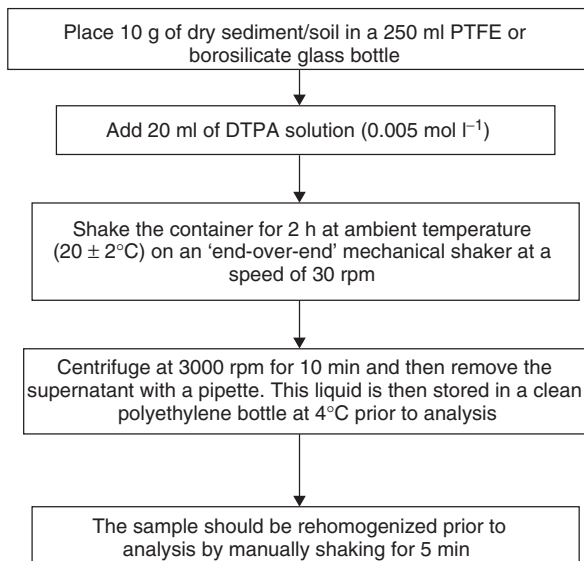 Place 10 g of dry sediment/soil in a 250 ml PTFE or
borosilicate glass bottle
Add 20 ml of DTPA solution (0.005 mol l⁻¹)
Shake the container for 2 h at ambient temperature
(20 ± 2°C) on an ‘end-over-end’ mechanical shaker at a
speed of 30 rpm
Centrifuge at 3000 rpm for 10 min and then remove the
supernatant with a pipette. This liquid is then stored in a clean
polyethylene bottle at 4°C prior to analysis
The sample should be rehomogenized prior to
analysis by manually shaking for 5 min